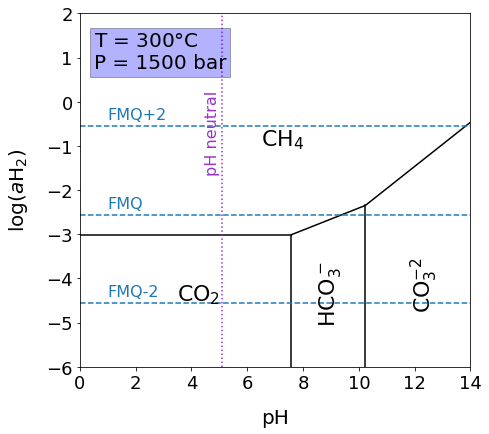 T = 300°C
P = 1500 bar
2
1
0
−1
−2
−3
−4
−5
−6
log(aH₂)
FMQ+2
FMQ
FMQ-2
pH neutral
CH₄
CO₂
HCO₃⁻
CO₃⁻²
0 2 4 6 8 10 12 14
pH